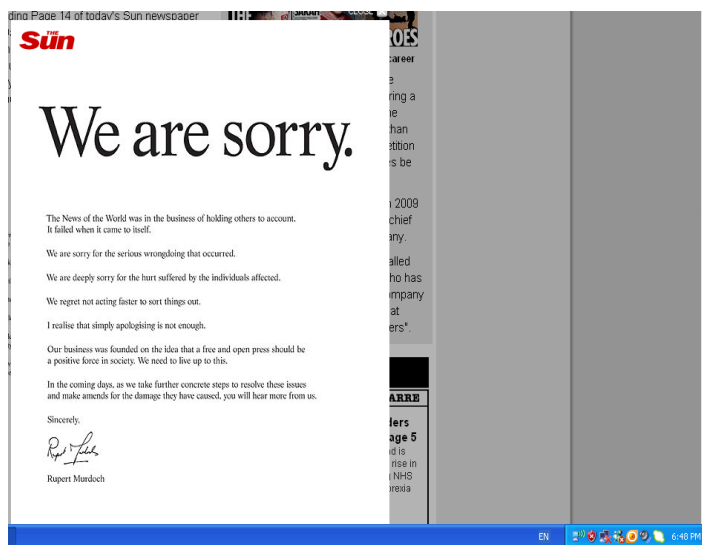 ding Page 14 of today's Sun newspaper
THE
SARAH
CLOSE
THE Sun
OES
career
We are sorry.
ring a
han
tition
s be
The News of the World was in the business of holding others to account.
It failed when it came to itself.
2009
chief
any.
We are sorry for the serious wrongdoing that occurred.
alled
ho has
We are deeply sorry for the hurt suffered by the individuals affected.
ompany
at
We regret not acting faster to sort things out.
ers".
I realise that simply apologising is not enough.
Our business was founded on the idea that a free and open press should be
a positive force in society. We need to live up to this.
In the coming days, as we take further concrete steps to resolve these issues
and make amends for the damage they have caused, you will hear more from us.
ARRE
Sincerely,
ders
age 5
d is
rise in
NHS
orexia
Rupert Murdoch
EN
6:48 PM